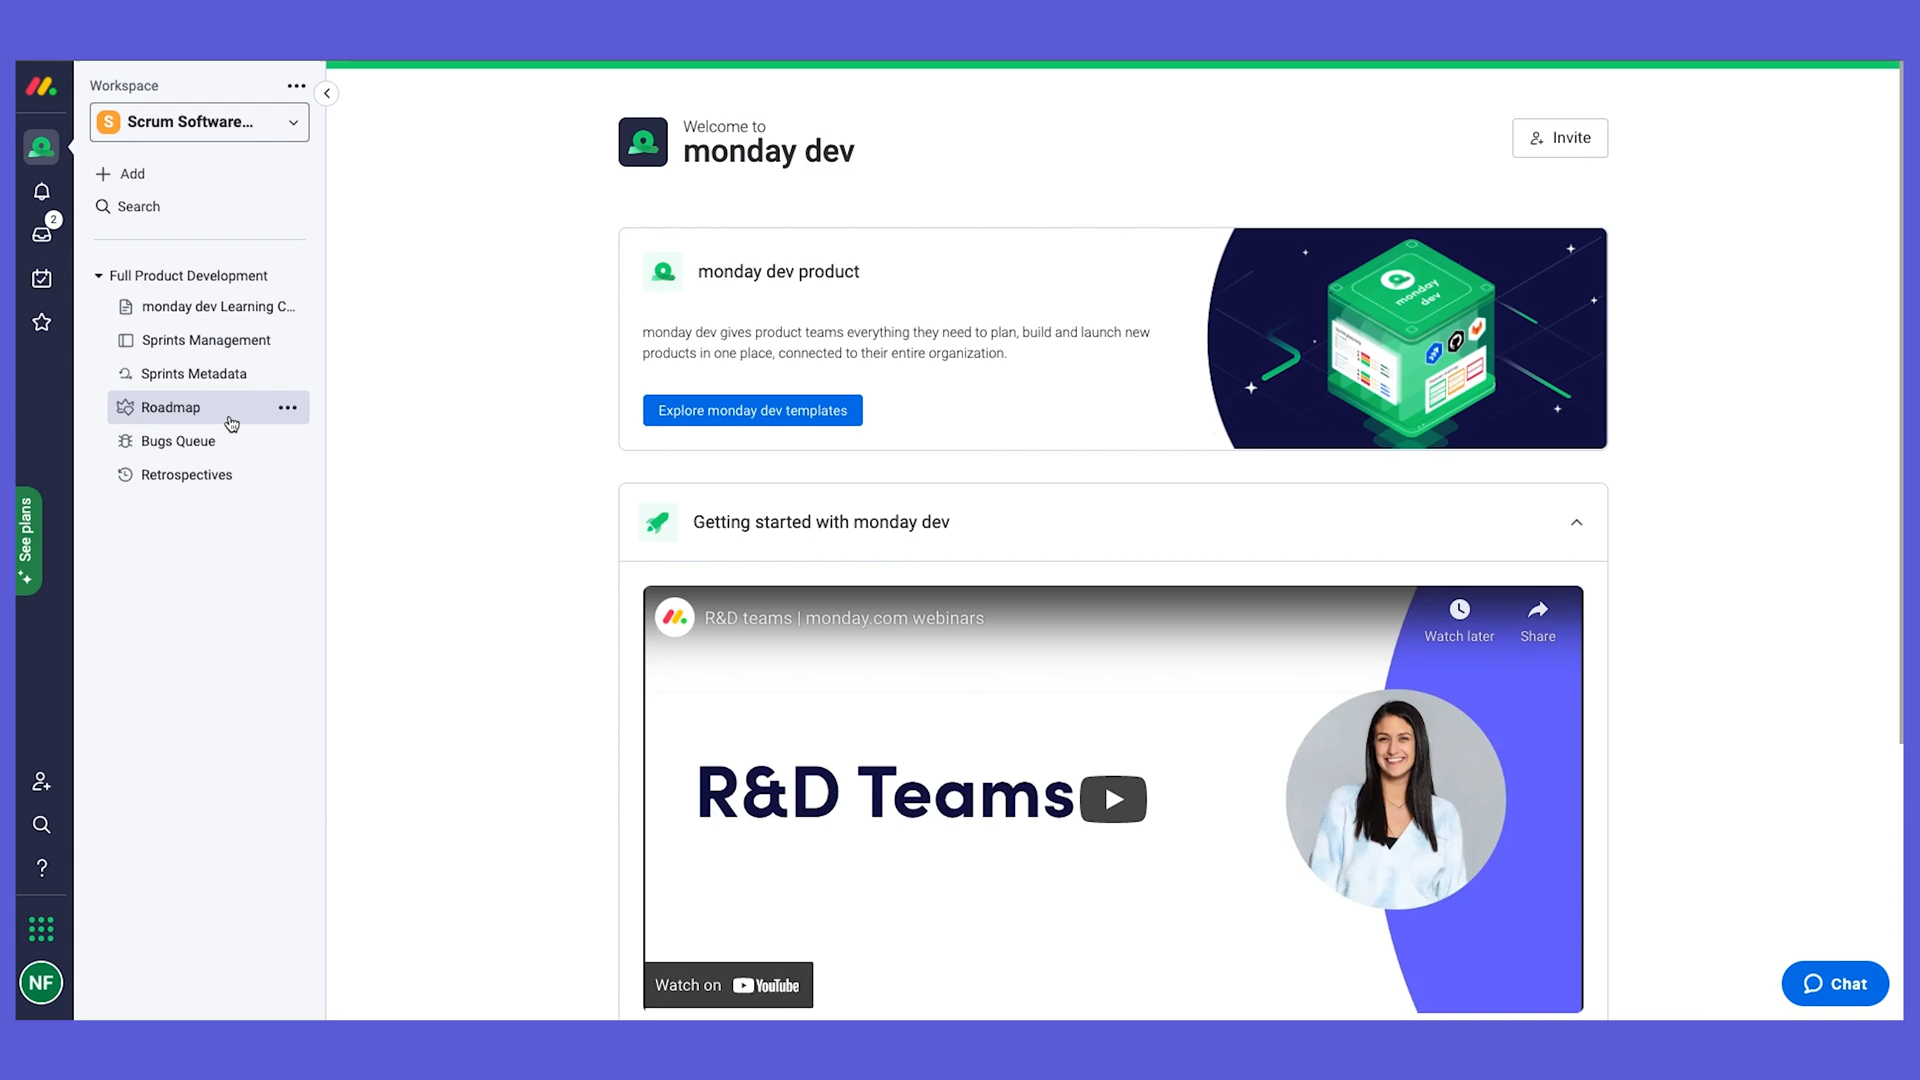 Workspace
S Scrum Software...
Add
Search
2
Full Product Development
monday dev Learning C...
Sprints Management
Sprints Metadata
Roadmap
Bugs Queue
Retrospectives
See plans
NF
Welcome to
monday dev
Invite
monday dev product
monday dev gives product teams everything they need to plan, build and launch new
products in one place, connected to their entire organization.
Explore monday dev templates
monday
dev
Getting started with monday dev
R&D teams | monday.com webinars
Watch later
Share
R&D Teams
Watch on YouTube
Chat